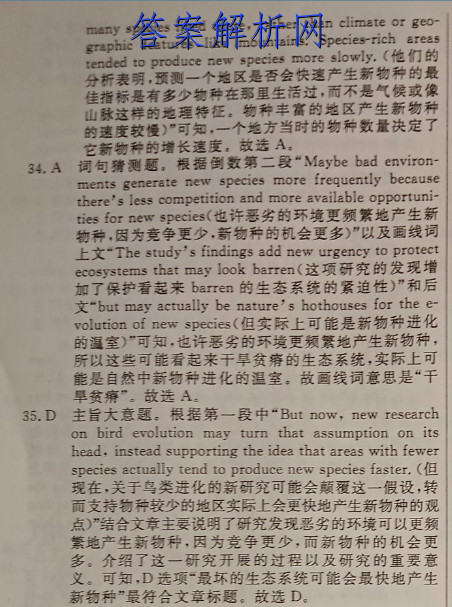 答案解析网
many climate or geo-
graphic Species-rich areas
tended to produce new species more slowly. (他们的
分析表明,预测一个地区是否会快速产生新物种的最
佳指标是有多少物种在那里生活过,而不是气候或像
山脉这样的地理特征。物种丰富的地区产生新物种
的速度较慢)”可知,一个地方当时的物种数量决定了
它新物种的增长速度。故选 A。
34. A 词句猜测题。根据倒数第二段“Maybe bad environ-
ments generate new species more frequently because
there's less competition and more available opportuni-
ties for new species(也许恶劣的环境更频繁地产生新
物种,因为竞争更少,新物种的机会更多)”以及画线词
上文“The study's findings add new urgency to protect
ecosystems that may look barren(这项研究的发现增
加了保护看起来 barren 的生态系统的紧迫性)”和后
文“but may actually be nature's hothouses for the e-
volution of new species(但实际上可能是新物种进化
的温室)”可知,也许恶劣的环境更频繁地产生新物种,
所以这些可能看起来干旱贫瘠的生态系统,实际上可
能是自然中新物种进化的温室。故画线词意思是“干
旱贫瘠”。故选 A。
35. D 主旨大意题。根据第一段中“But now, new research
on bird evolution may turn that assumption on its
head, instead supporting the idea that areas with fewer
species actually tend to produce new species faster. (但
现在,关于鸟类进化的新研究可能会颠覆这一假设,转
而支持物种较少的地区实际上会更快地产生新物种的观
点)”结合文章主要说明了研究发现恶劣的环境可以更频
繁地产生新物种,因为竞争更少,而新物种的机会更
多。介绍了这一研究开展的过程以及研究的重要意
义。可知,D 选项“最坏的生态系统可能会最快地产生
新物种”最符合文章标题。故选 D。